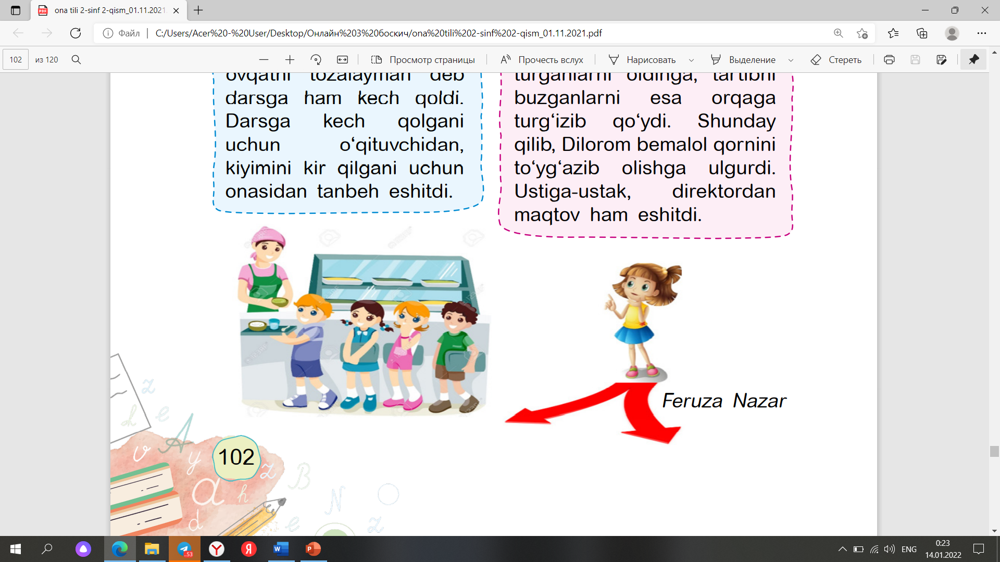 ona tili 2-sinf 2-qism_01.11.2021
Файл
C:/Users/Acer%20-%20User/Desktop/Онлайн%203%20боскич/ona%20tili%202-sinf%202-qism_01.11.2021.pdf
102 из 120
Просмотр страницы
Прочесть вслух
Нарисовать
Выделение
Стереть
ovqatni tozalayman deb
darsga ham kech qoldi.
Darsga kech qolgani
uchun o‘qituvchidan,
kiyimini kir qilgani uchun
onasidan tanbeh eshitdi.
turganlarni oldinga, tartibni
buzganlarni esa orqaga
turg‘izib qo‘ydi. Shunday
qilib, Dilorom bemalol qornini
to‘yg‘azib olishga ulgurdi.
Ustiga-ustak, direktordan
maqtov ham eshitdi.
Feruza Nazar
102
ENG
0:23
14.01.2022